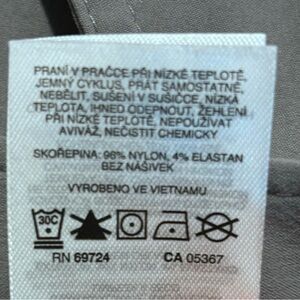 PRANÍ V PRAČCE PŘI NÍZKÉ TEPLOTĚ,
JEMNÝ CYKLUS, PRÁT SAMOSTATNĚ,
NEBĚLIT, SUŠENÍ V SUŠIČCE, NÍZKÁ
TEPLOTA, IHNED ODEPNOUT, ŽEHLENÍ
PŘI NÍZKÉ TEPLOTĚ, NEPOUŽÍVAT
AVIVÁŽ, NEČISTIT CHEMICKY
SKOŘEPINA: 96% NYLON, 4% ELASTAN
BEZ NÁŠIVEK
VYROBENO VE VIETNAMU
30C
RN 69724 CA 05367